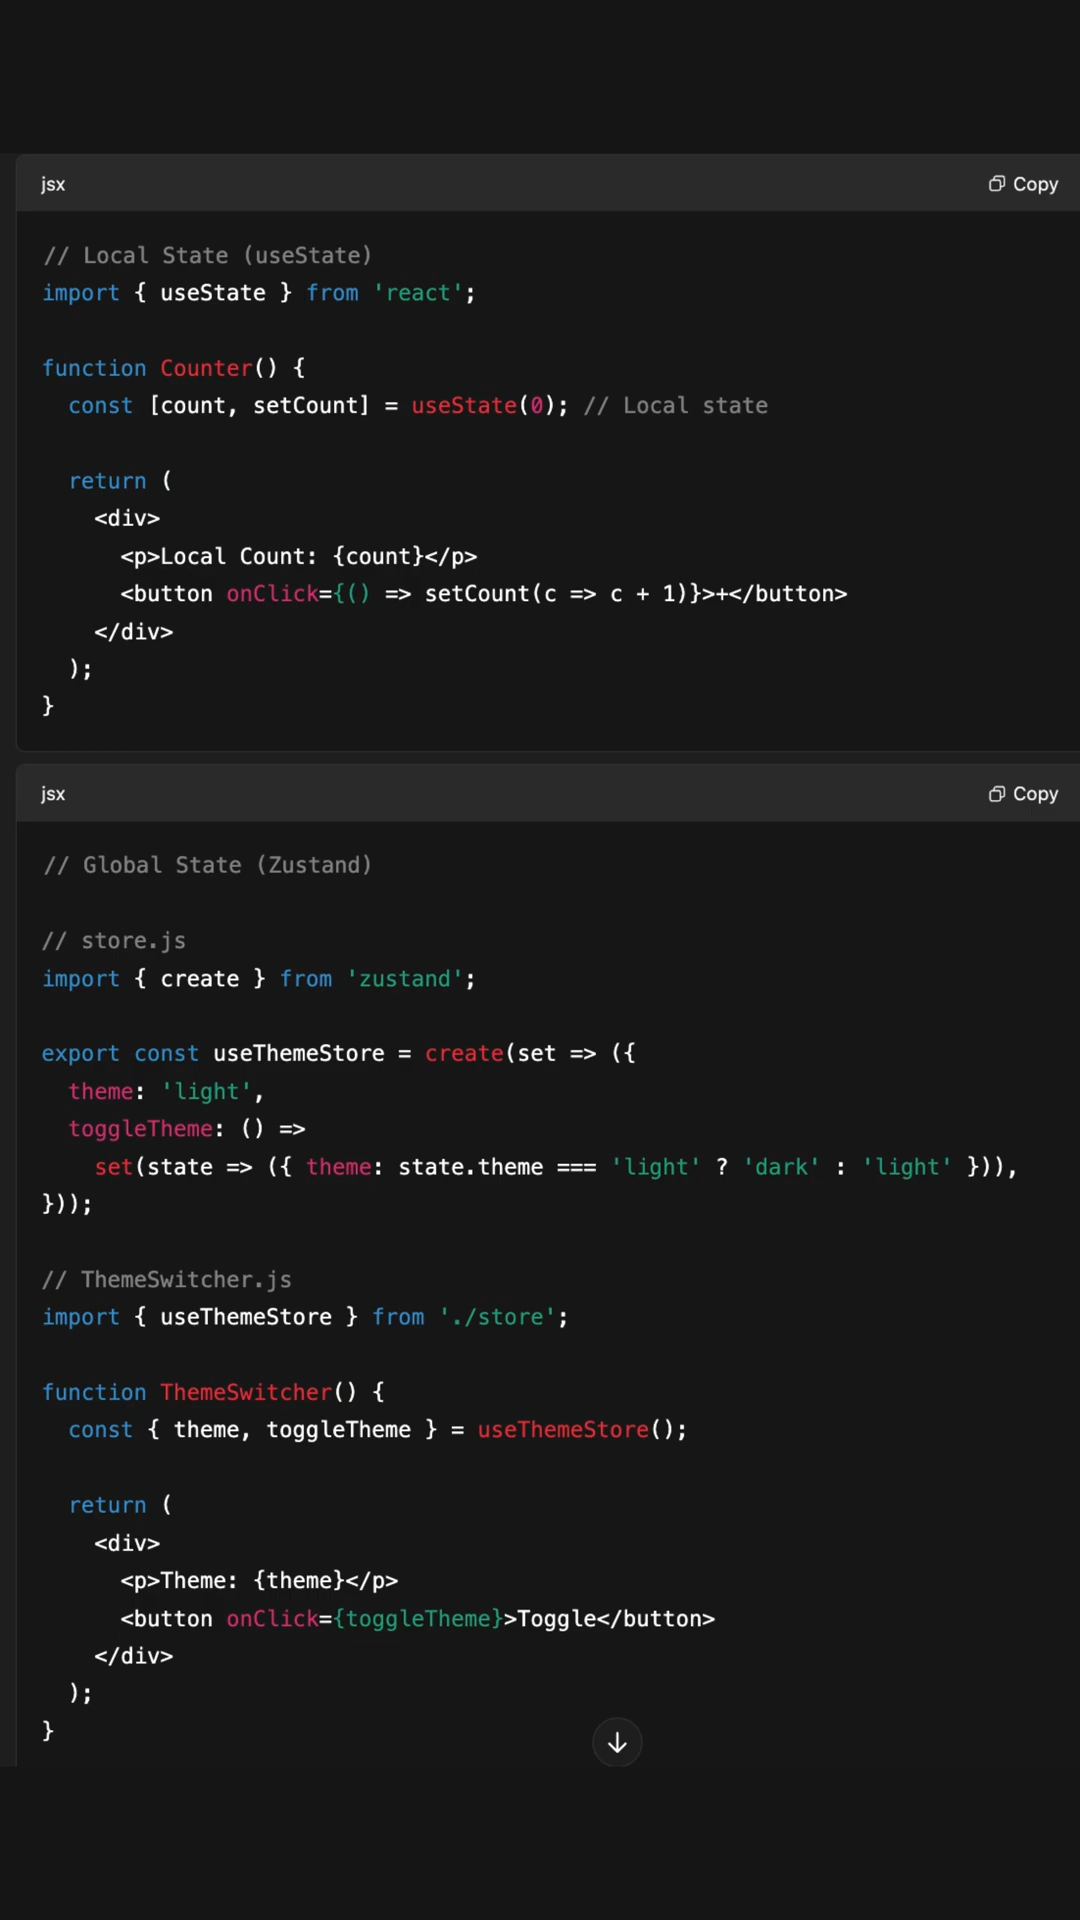 jsx
Copy
// Local State (useState)
import { useState } from 'react';
function Counter() {
  const [count, setCount] = useState(0); // Local state
  return (
    <div>
      <p>Local Count: {count}</p>
      <button onClick={() => setCount(c => c + 1)}>+</button>
    </div>
  );
}
jsx
Copy
// Global State (Zustand)
// store.js
import { create } from 'zustand';
export const useThemeStore = create(set => ({
  theme: 'light',
  toggleTheme: () =>
    set(state => ({ theme: state.theme === 'light' ? 'dark' : 'light' })),
}));
// ThemeSwitcher.js
import { useThemeStore } from './store';
function ThemeSwitcher() {
  const { theme, toggleTheme } = useThemeStore();
  return (
    <div>
      <p>Theme: {theme}</p>
      <button onClick={toggleTheme}>Toggle</button>
    </div>
  );
}